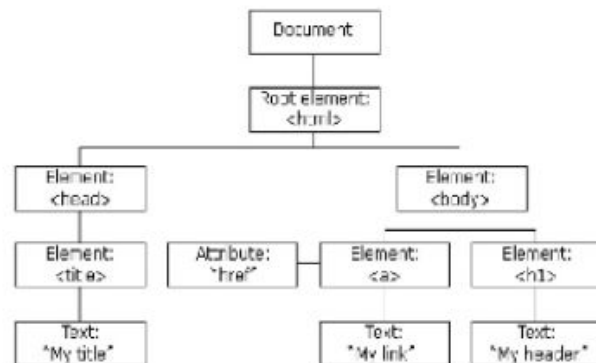 Document
Root element:
<html>
Element:
<head>
Element:
<body>
Element:
<title>
Attribute:
"href"
Element:
<a>
Element:
<h1>
Text:
"My title"
Text:
"My link"
Text:
"My header"